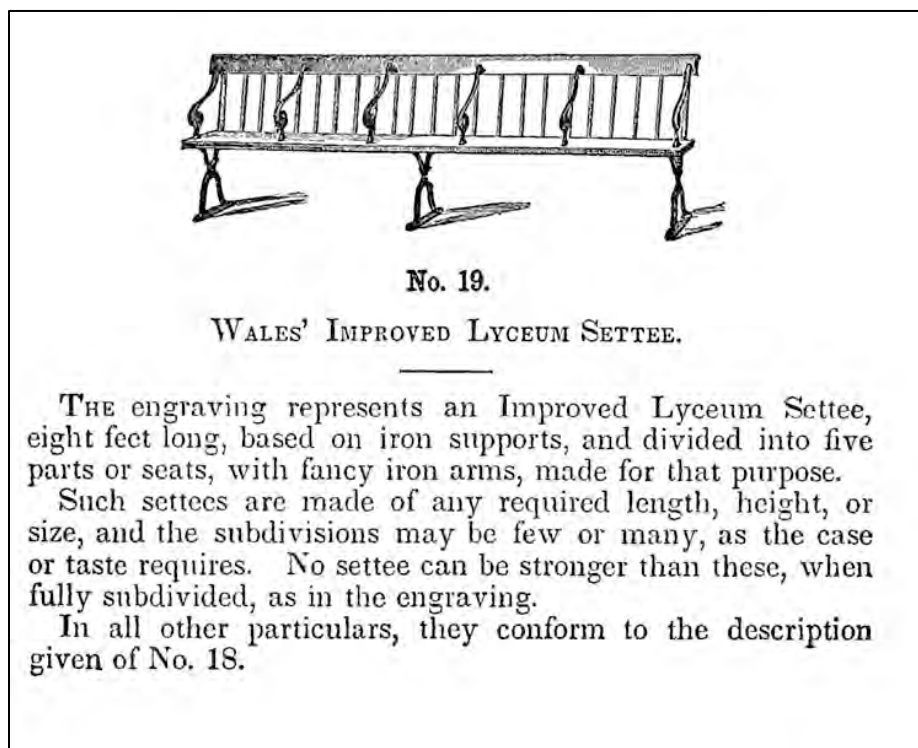 No. 19.
WALES' IMPROVED LYCEUM SETTEE.
THE engraving represents an Improved Lyceum Settee,
eight feet long, based on iron supports, and divided into five
parts or seats, with fancy iron arms, made for that purpose.
Such settees are made of any required length, height, or
size, and the subdivisions may be few or many, as the case
or taste requires. No settee can be stronger than these, when
fully subdivided, as in the engraving.
In all other particulars, they conform to the description
given of No. 18.